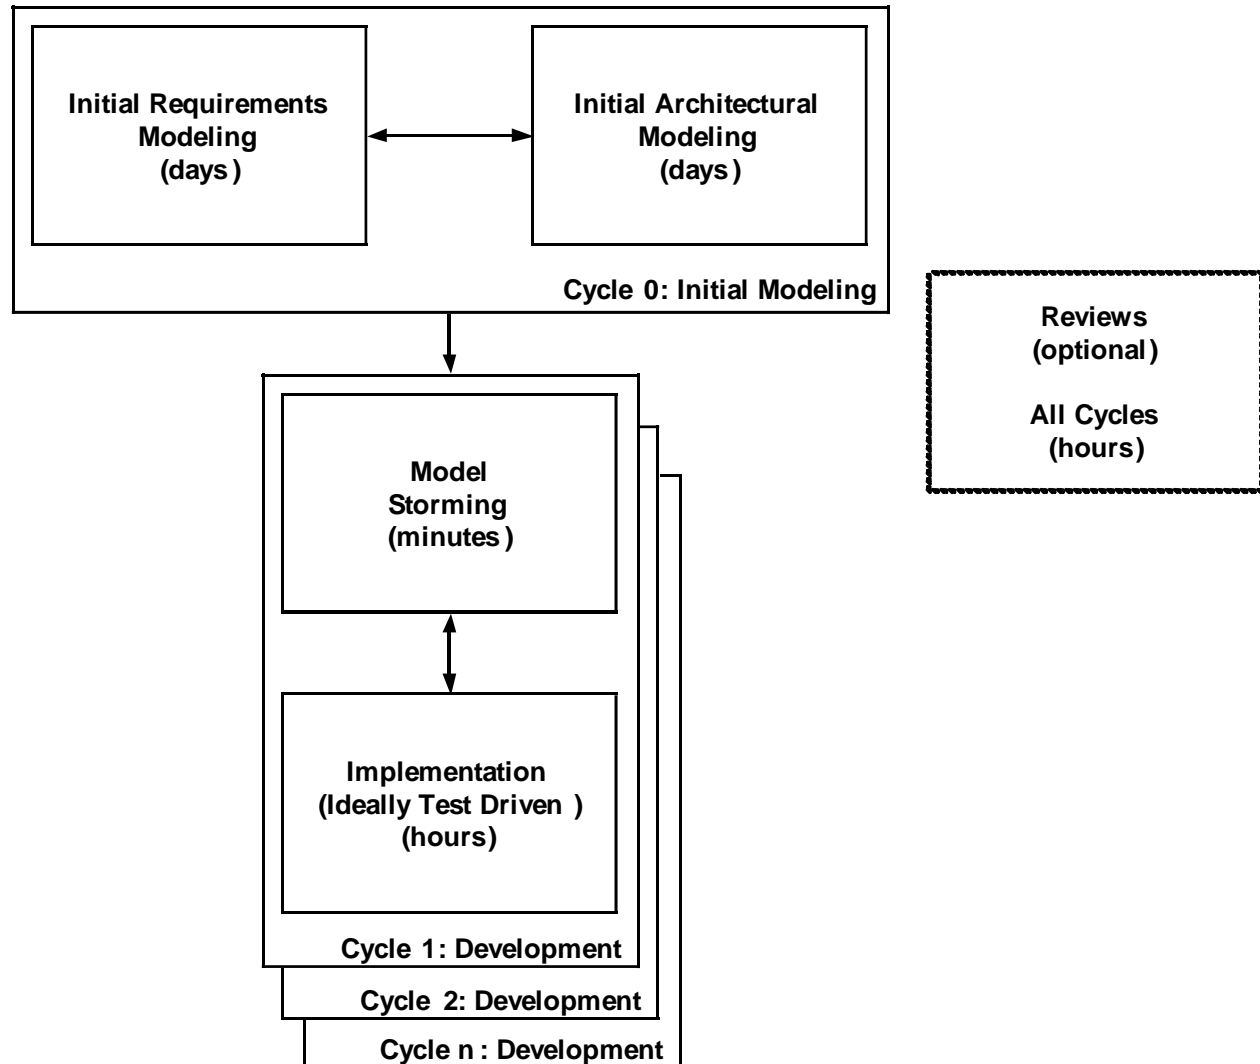 Initial Requirements
Modeling
(days)
Initial Architectural
Modeling
(days)
Cycle 0: Initial Modeling
Reviews
(optional)
All Cycles
(hours)
Model
Storming
(minutes)
Implementation
(Ideally Test Driven )
(hours)
Cycle 1: Development
Cycle 2: Development
Cycle n : Development